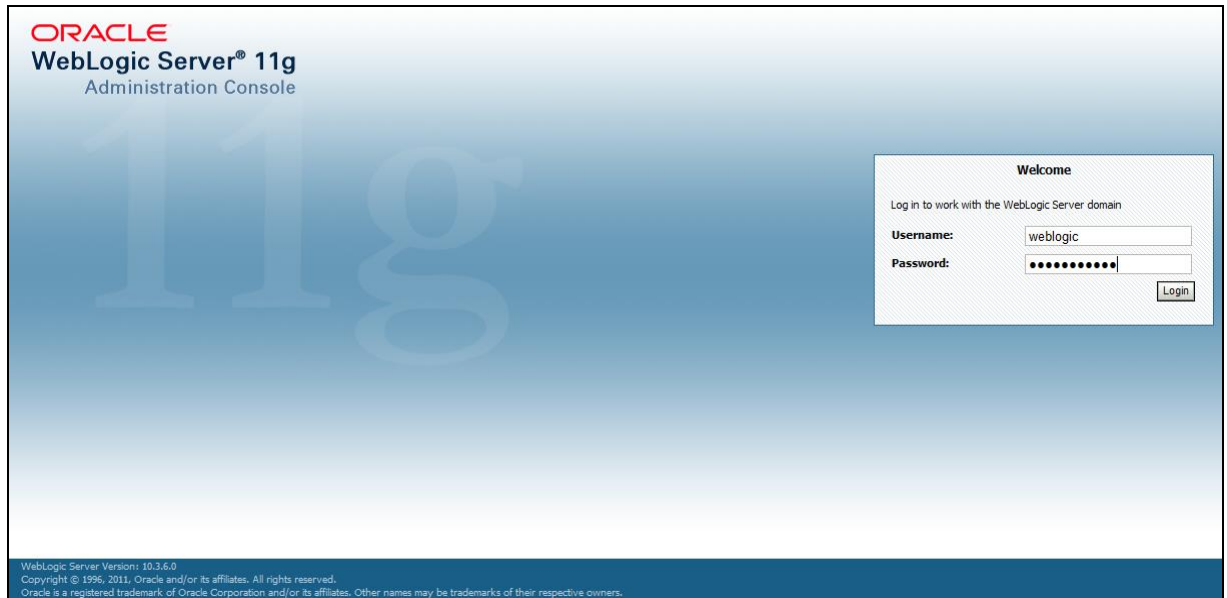 ORACLE
WebLogic Server® 11g
Administration Console
11g
Welcome
Log in to work with the WebLogic Server domain
Username: weblogic
Password: ●●●●●●●●●●●
Login
WebLogic Server Version: 10.3.6.0
Copyright © 1996, 2011, Oracle and/or its affiliates. All rights reserved.
Oracle is a registered trademark of Oracle Corporation and/or its affiliates. Other names may be trademarks of their respective owners.